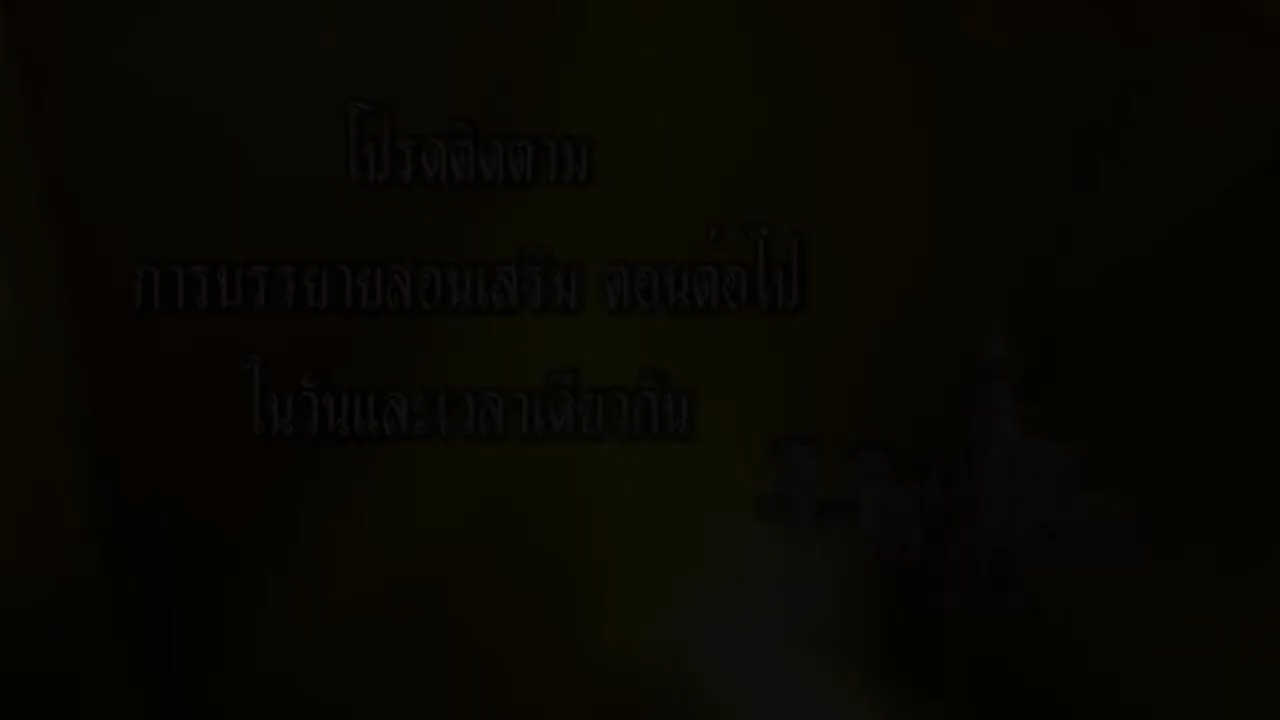 โปรดติดตาม
การบรรยายสอนเสริม ตอนต่อไป
ในวันและเวลาเดียวกัน